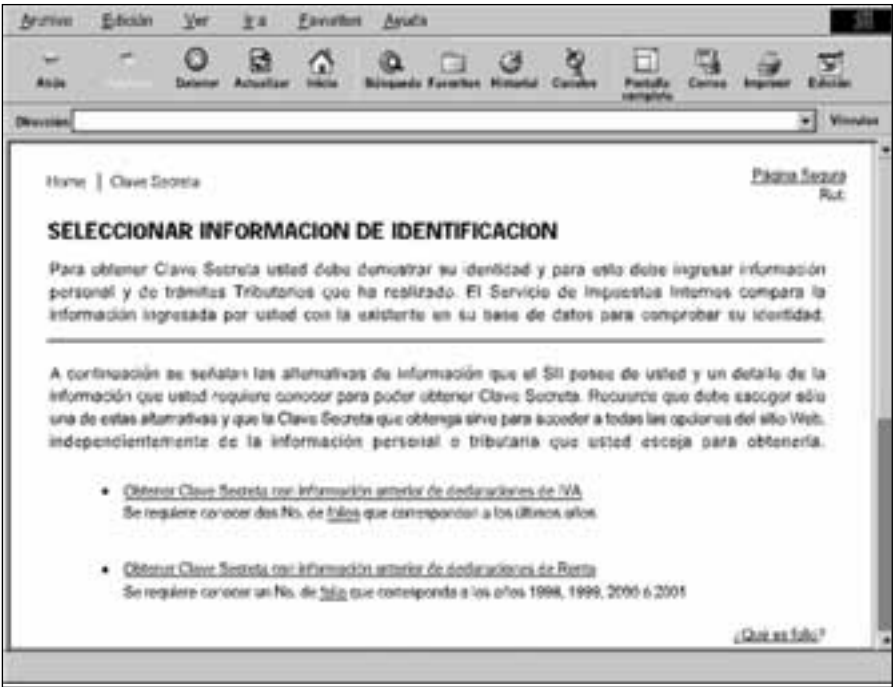 Archivo Edición Ver Ir a Favoritos Ayuda
Atrás Detener Actualizar Inicio Búsqueda Favoritos Historial Canales Pantalla completa Correo Imprimir Edición
Dirección Vínculos
Home | Clave Secreta
Página Segura
Rut:
SELECCIONAR INFORMACION DE IDENTIFICACION
Para obtener Clave Secreta usted debe demostrar su identidad y para esto debe ingresar información
personal y de trámites Tributarios que ha realizado. El Servicio de Impuestos Internos compara la
información ingresada por usted con la existente en su base de datos para comprobar su identidad.
A continuación se señalan las alternativas de información que el SII posee de usted y un detalle de la
información que usted requiere conocer para poder obtener Clave Secreta. Recuerde que debe escoger sólo
una de estas alternativas y que la Clave Secreta que obtenga sirve para acceder a todas las opciones del sitio Web,
independientemente de la información personal o tributaria que usted escoja para obtenerla.
• Obtener Clave Secreta con información anterior de declaraciones de IVA
Se requiere conocer dos No. de folios que correspondan a los últimos años
• Obtener Clave Secreta con información anterior de declaraciones de Renta
Se requiere conocer un No. de folio que corresponda a los años 1998, 1999, 2000 ó 2001
¿Qué es folio?